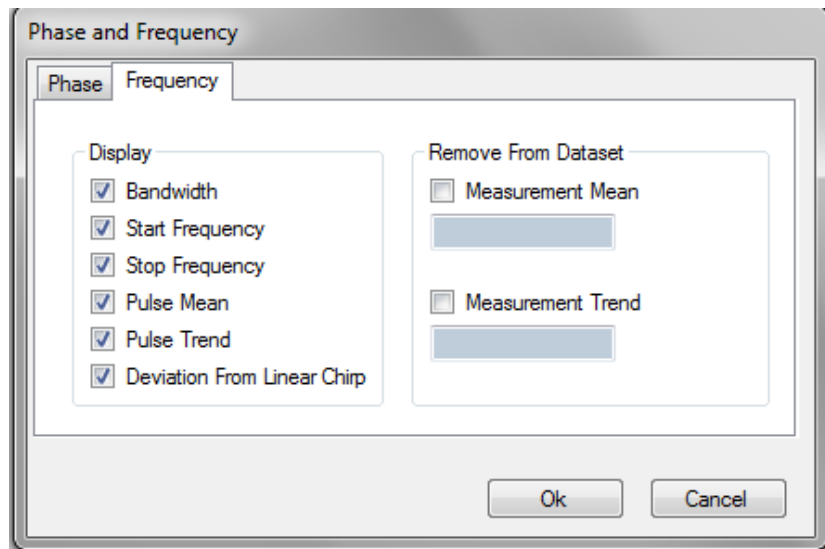 Phase and Frequency
Phase
Frequency
Display
Bandwidth
Start Frequency
Stop Frequency
Pulse Mean
Pulse Trend
Deviation From Linear Chirp
Remove From Dataset
Measurement Mean
Measurement Trend
Ok
Cancel